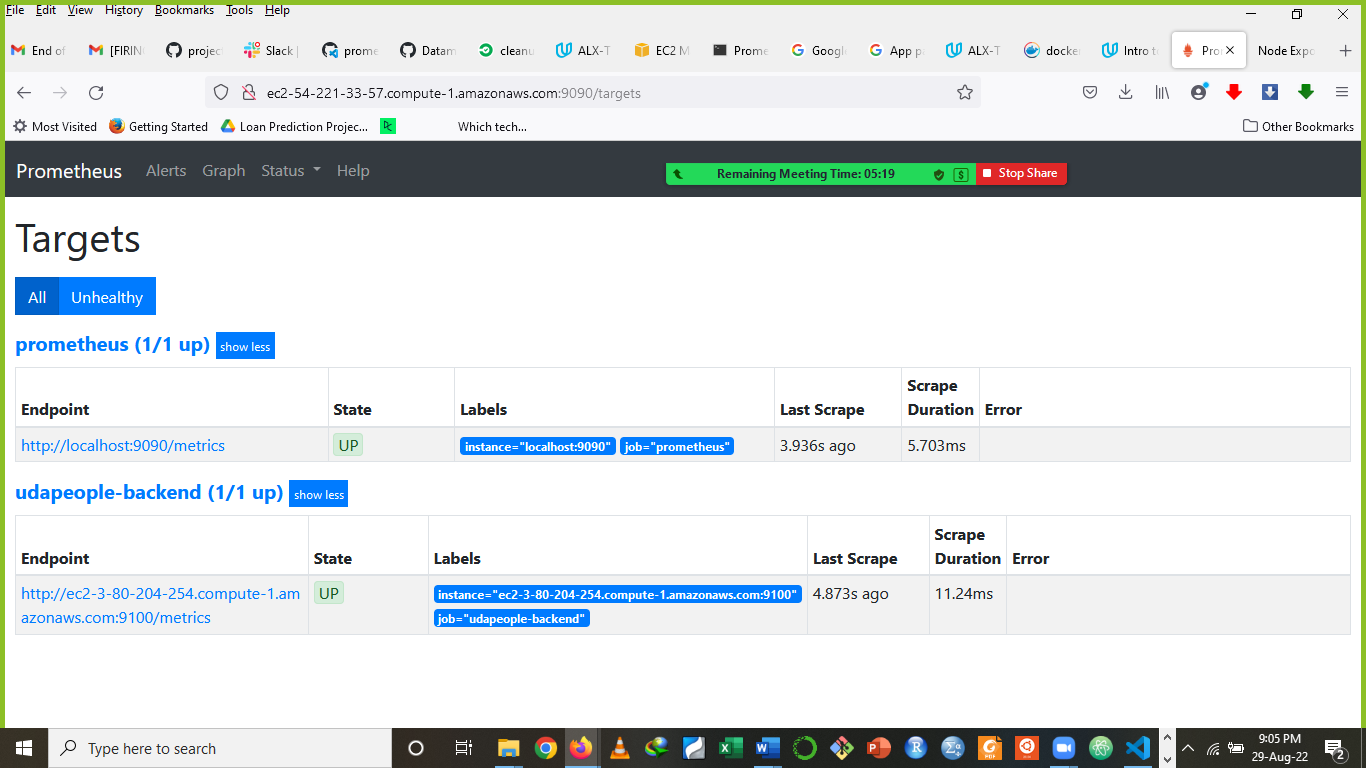 File Edit View History Bookmarks Tools Help
End of [FIRIN projec Slack | prome Datam cleanu ALX-T EC2 M Prome Googl App p ALX-T docke Intro t Pro Node Expo
ec2-54-221-33-57.compute-1.amazonaws.com:9090/targets
Most Visited Getting Started Loan Prediction Projec... Which tech... Other Bookmarks
Prometheus Alerts Graph Status Help
Remaining Meeting Time: 05:19 Stop Share
Targets
All Unhealthy
prometheus (1/1 up) show less
Endpoint State Labels Last Scrape Scrape Duration Error
http://localhost:9090/metrics UP instance="localhost:9090" job="prometheus" 3.936s ago 5.703ms
udapeople-backend (1/1 up) show less
Endpoint State Labels Last Scrape Scrape Duration Error
http://ec2-3-80-204-254.compute-1.am UP instance="ec2-3-80-204-254.compute-1.amazonaws.com:9100" 4.873s ago 11.24ms
azonaws.com:9100/metrics job="udapeople-backend"
Type here to search
9:05 PM
29-Aug-22
2